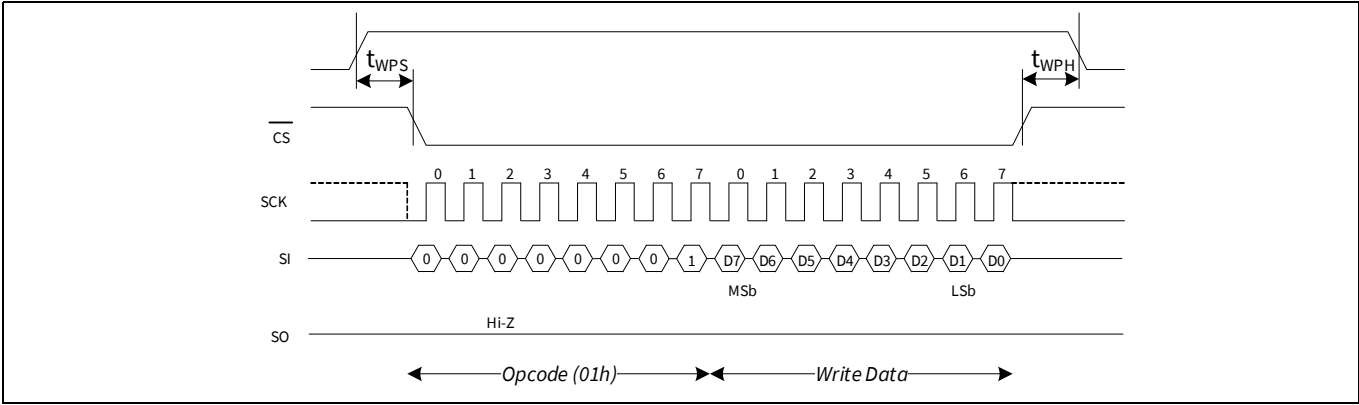 tWPS tWPH
CS
0 1 2 3 4 5 6 7 0 1 2 3 4 5 6 7
SCK
SI 0 0 0 0 0 0 0 1 D7 D6 D5 D4 D3 D2 D1 D0
MSb LSb
Hi-Z
SO
Opcode (01h) Write Data